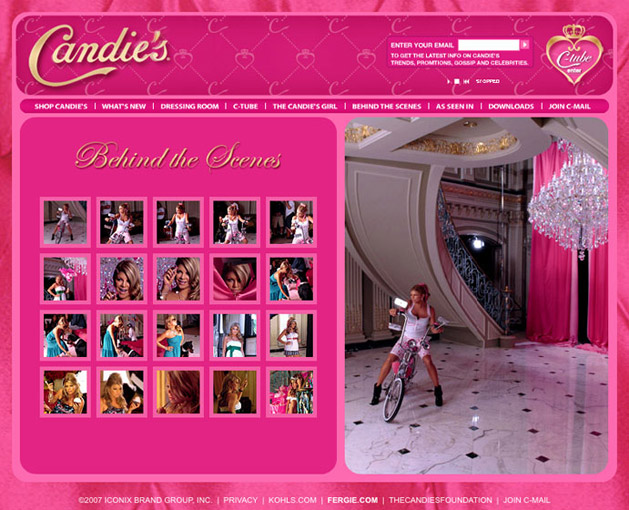 Candie's.
ENTER YOUR EMAIL
TO GET THE LATEST INFO ON CANDIE'S
TRENDS, PROMTIONS, GOSSIP AND CELEBRITIES.
STOPPED
C-tube
enter
SHOP CANDIE'S | WHAT'S NEW | DRESSING ROOM | C-TUBE | THE CANDIE'S GIRL | BEHIND THE SCENES | AS SEEN IN | DOWNLOADS | JOIN C-MAIL
Behind the Scenes
©2007 ICONIX BRAND GROUP, INC. | PRIVACY | KOHLS.COM | FERGIE.COM | THECANDIESFOUNDATION | JOIN C-MAIL